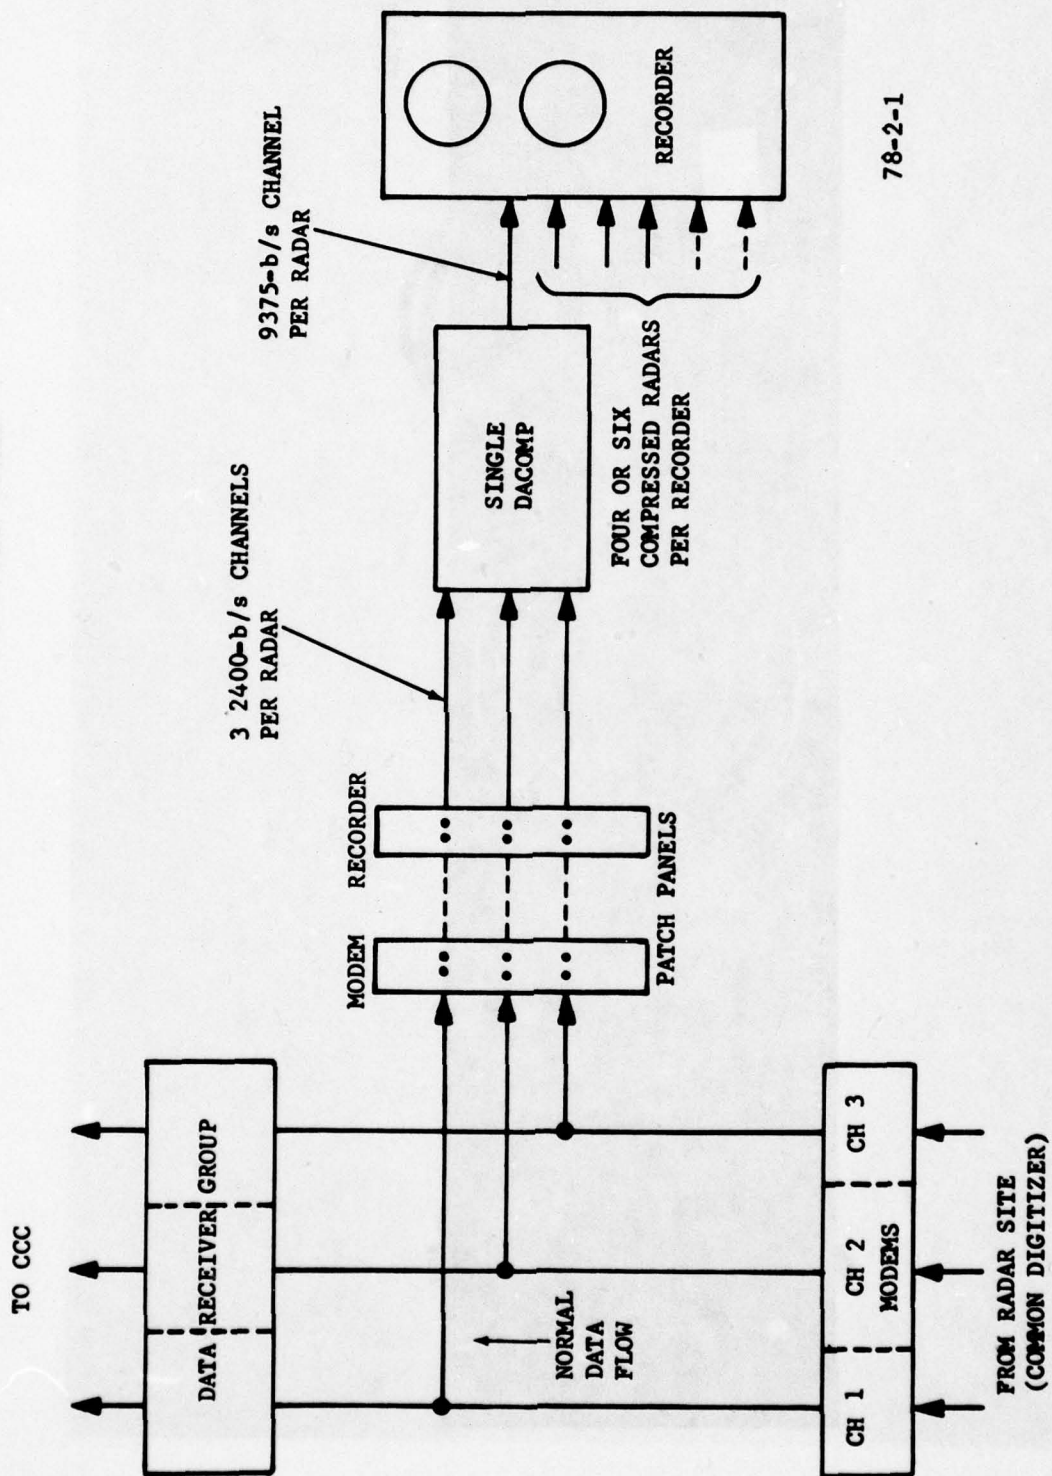 TO CCC
DATA RECEIVER GROUP
NORMAL
DATA
FLOW
CH 1
CH 2
CH 3
MODEMS
FROM RADAR SITE
(COMMON DIGITIZER)
MODEM
RECORDER
PATCH PANELS
3 2400-b/s CHANNELS
PER RADAR
SINGLE
DACOMP
9375-b/s CHANNEL
PER RADAR
FOUR OR SIX
COMPRESSED RADARS
PER RECORDER
RECORDER
78-2-1